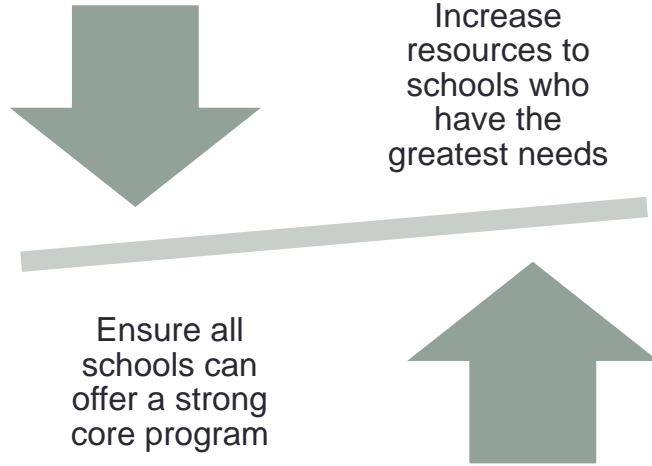 Increase
resources to
schools who
have the
greatest needs
Ensure all
schools can
offer a strong
core program